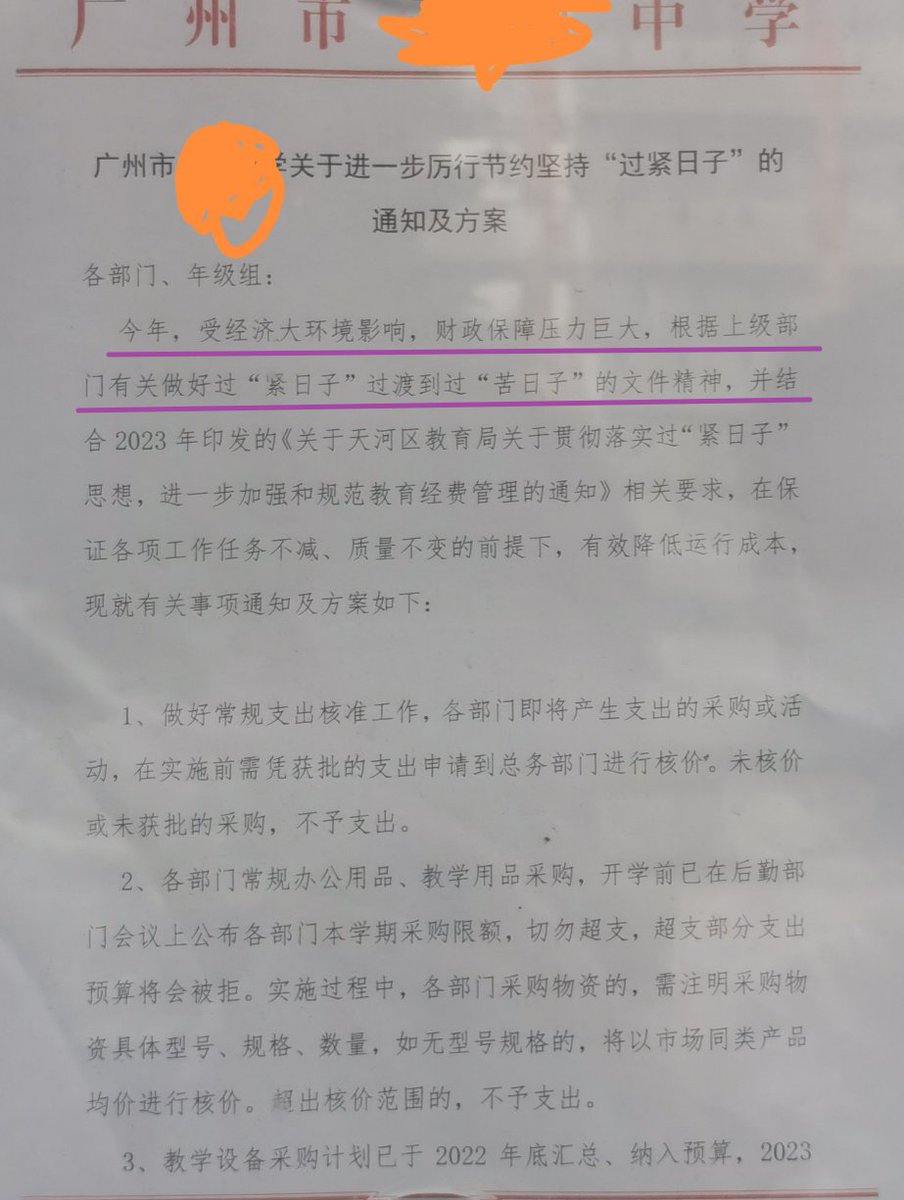 广州市 中学
广州市 学关于进一步厉行节约坚持“过紧日子”的
通知及方案
各部门、年级组：
今年，受经济大环境影响，财政保障压力巨大，根据上级部
门有关做好过“紧日子”过渡到过“苦日子”的文件精神，并结
合 2023 年印发的《关于天河区教育局关于贯彻落实过“紧日子”
思想，进一步加强和规范教育经费管理的通知》相关要求，在保
证各项工作任务不减、质量不变的前提下，有效降低运行成本，
现就有关事项通知及方案如下：
1、做好常规支出核准工作，各部门即将产生支出的采购或活
动，在实施前需凭获批的支出申请到总务部门进行核价。未核价
或未获批的采购，不予支出。
2、各部门常规办公用品、教学用品采购，开学前已在后勤部
门会议上公布各部门本学期采购限额，切勿超支，超支部分支出
预算将会被拒。实施过程中，各部门采购物资的，需注明采购物
资具体型号、规格、数量，如无型号规格的，将以市场同类产品
均价进行核价。超出核价范围的，不予支出。
3、教学设备采购计划已于 2022 年底汇总、纳入预算，2023